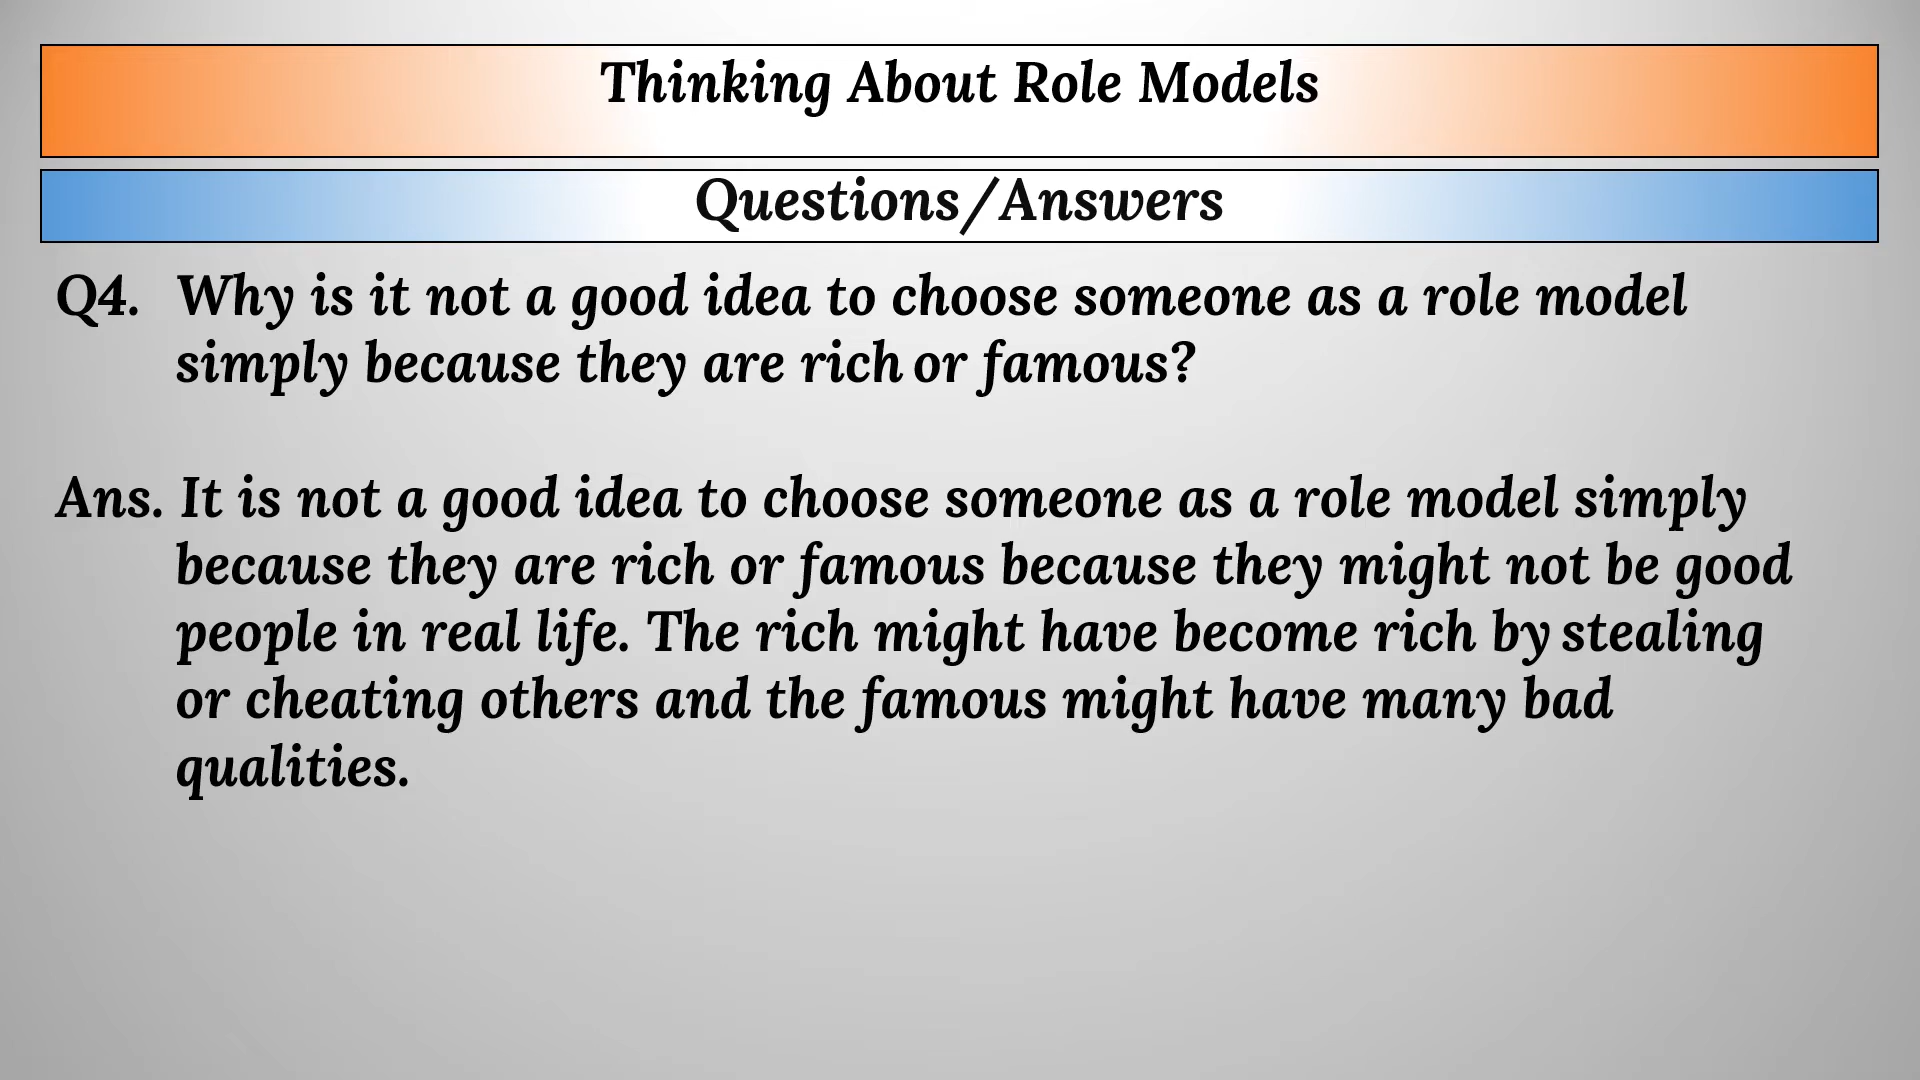 Thinking About Role Models
Questions/Answers
Q4. Why is it not a good idea to choose someone as a role model
simply because they are rich or famous?
Ans. It is not a good idea to choose someone as a role model simply
because they are rich or famous because they might not be good
people in real life. The rich might have become rich by stealing
or cheating others and the famous might have many bad
qualities.